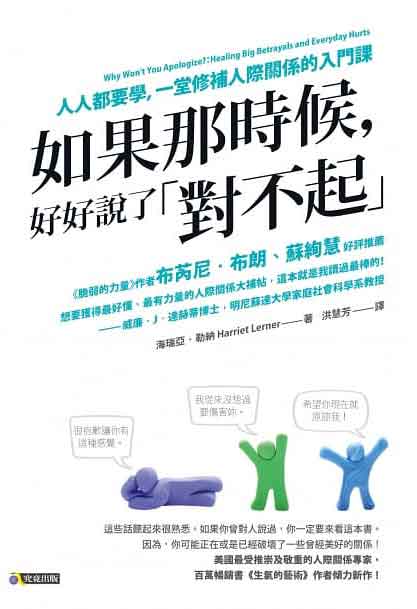 Why Won't You Apologize?: Healing Big Betrayals and Everyday Hurts
人人都要學，一堂修補人際關係的入門課
如果那時候，
好好說了「對不起」
《脆弱的力量》作者布芮尼．布朗、蘇絢慧 好評推薦
想要獲得最好懂、最有力量的人際關係大補帖，這本就是我讀過最棒的！
——威廉．J．達赫蒂博士，明尼蘇達大學家庭社會科學系教授
海瑞亞．勒納 Harriet Lerner——著 洪慧芳——譯
很抱歉讓你有
這種感覺。
我從來沒想過
要傷害妳。
希望你現在就
原諒我！
這些話聽起來很熟悉。如果你曾對人說過，你一定要來看這本書。
因為，你可能正在或是已經破壞了一些曾經美好的關係！
美國最受推崇及敬重的人際關係專家，
百萬暢銷書《生氣的藝術》作者傾力新作！
究竟出版